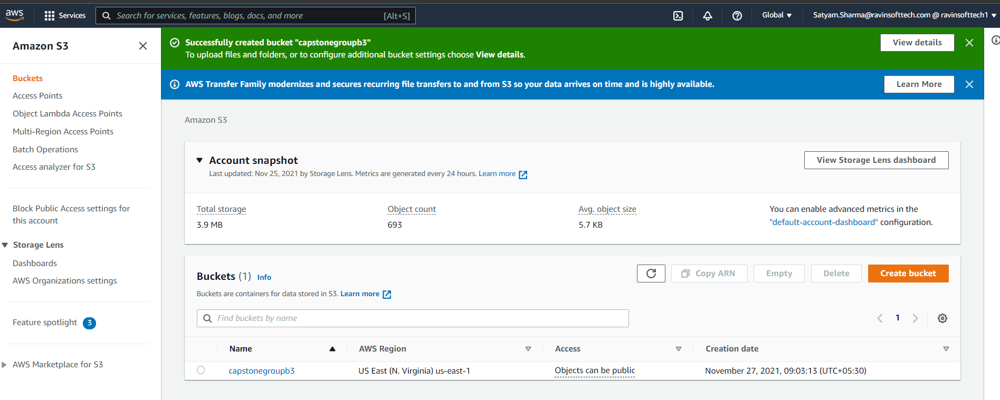 aws
Services
Search for services, features, blogs, docs, and more [Alt+S]
Global
Satyam.Sharma@ravinsofttech.com @ ravinsofttech1
Amazon S3
Buckets
Access Points
Object Lambda Access Points
Multi-Region Access Points
Batch Operations
Access analyzer for S3
Block Public Access settings for
this account
Storage Lens
Dashboards
AWS Organizations settings
Feature spotlight 3
AWS Marketplace for S3
Successfully created bucket "capstonegroupb3"
To upload files and folders, or to configure additional bucket settings choose View details.
View details
AWS Transfer Family modernizes and secures recurring file transfers to and from S3 so your data arrives on time and is highly available.
Learn More
Amazon S3
Account snapshot
Last updated: Nov 25, 2021 by Storage Lens. Metrics are generated every 24 hours. Learn more
View Storage Lens dashboard
Total storage
3.9 MB
Object count
693
Avg. object size
5.7 KB
You can enable advanced metrics in the
"default-account-dashboard" configuration.
Buckets (1) Info
Buckets are containers for data stored in S3. Learn more
Copy ARN
Empty
Delete
Create bucket
Find buckets by name
1
Name AWS Region Access Creation date
capstonegroupb3 US East (N. Virginia) us-east-1 Objects can be public November 27, 2021, 09:03:13 (UTC+05:30)